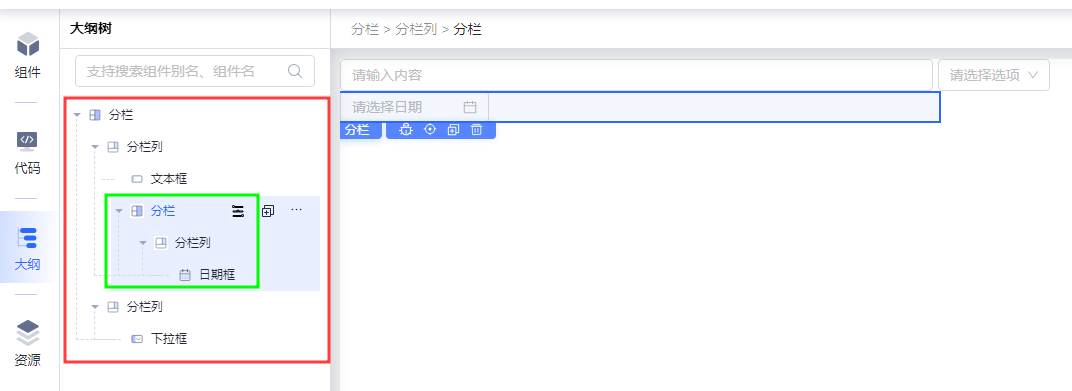 组件
代码
大纲
资源
大纲树
支持搜索组件别名、组件名
分栏
分栏列
文本框
分栏
分栏列
日期框
分栏列
下拉框
分栏 > 分栏列 > 分栏
请输入内容
请选择选项
请选择日期
分栏